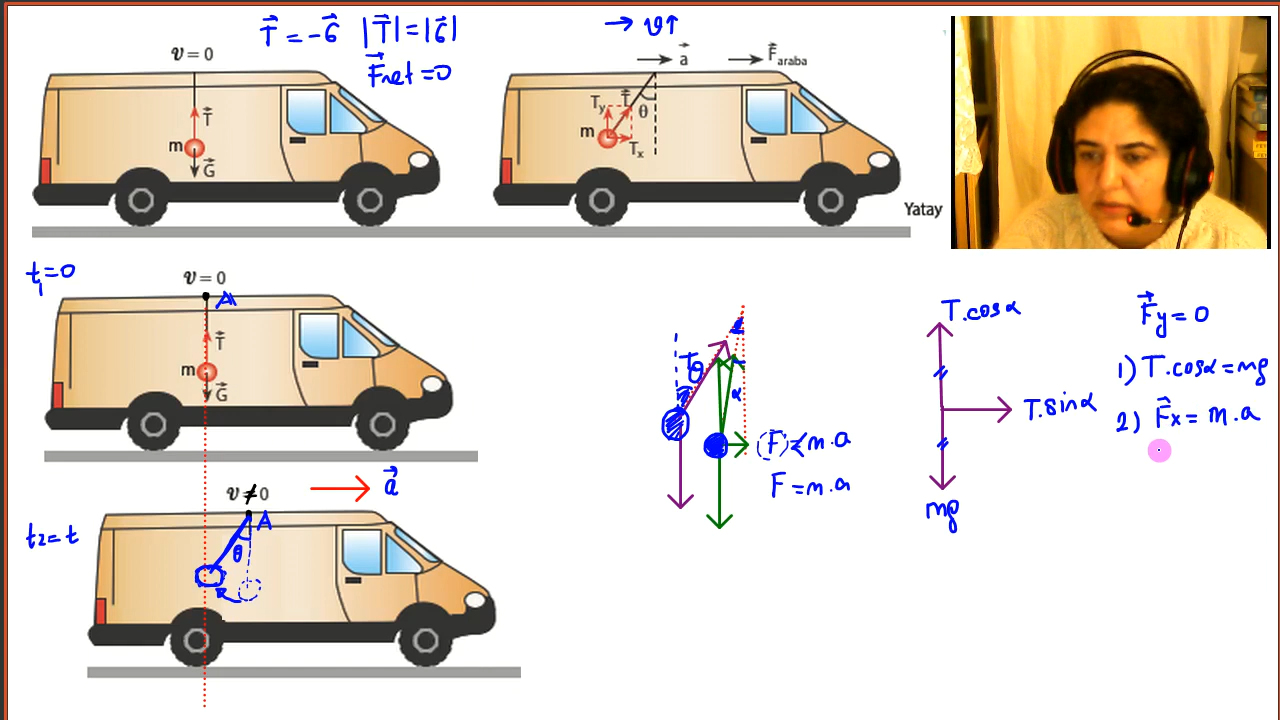 T⃗ = -G⃗ |T⃗| = |G⃗|
F⃗net = 0
v = 0
T⃗
m
G⃗
→ v↑
a⃗
F⃗araba
Ty
T⃗
θ
m
Tx
Yatay
t₁=0
v = 0
A
T⃗
m
G⃗
t₂=t
v ≠ 0
a⃗
A
θ
T
θ
α
(F) < m.a
F = m.a
T.cosα
T.sinα
mg
F⃗y = 0
1) T.cosα = mg
2) F⃗x = m.a